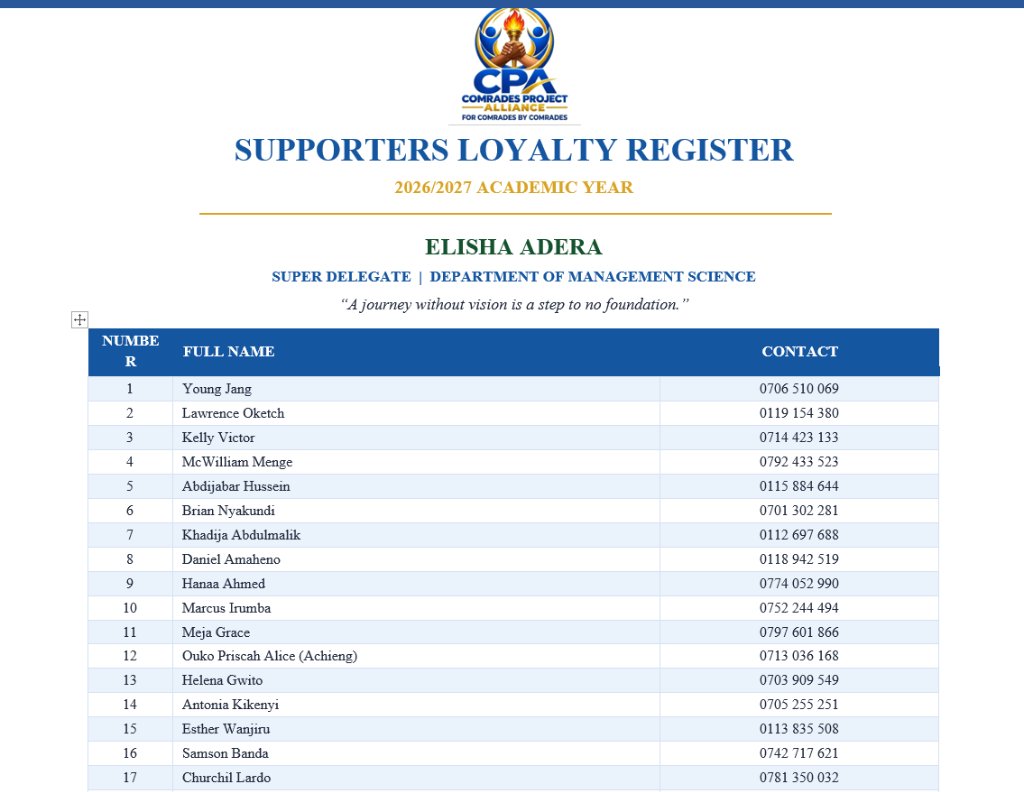 CPA
COMRADES PROJECT
ALLIANCE
FOR COMRADES BY COMRADES
SUPPORTERS LOYALTY REGISTER
2026/2027 ACADEMIC YEAR
ELISHA ADERA
SUPER DELEGATE | DEPARTMENT OF MANAGEMENT SCIENCE
“A journey without vision is a step to no foundation.”
NUMBE
R FULL NAME CONTACT
1 Young Jang 0706 510 069
2 Lawrence Oketch 0119 154 380
3 Kelly Victor 0714 423 133
4 McWilliam Menge 0792 433 523
5 Abdijabar Hussein 0115 884 644
6 Brian Nyakundi 0701 302 281
7 Khadija Abdulmalik 0112 697 688
8 Daniel Amaheno 0118 942 519
9 Hanaa Ahmed 0774 052 990
10 Marcus Irumba 0752 244 494
11 Meja Grace 0797 601 866
12 Ouko Priscah Alice (Achieng) 0713 036 168
13 Helena Gwito 0703 909 549
14 Antonia Kikenyi 0705 255 251
15 Esther Wanjiru 0113 835 508
16 Samson Banda 0742 717 621
17 Churchil Lardo 0781 350 032